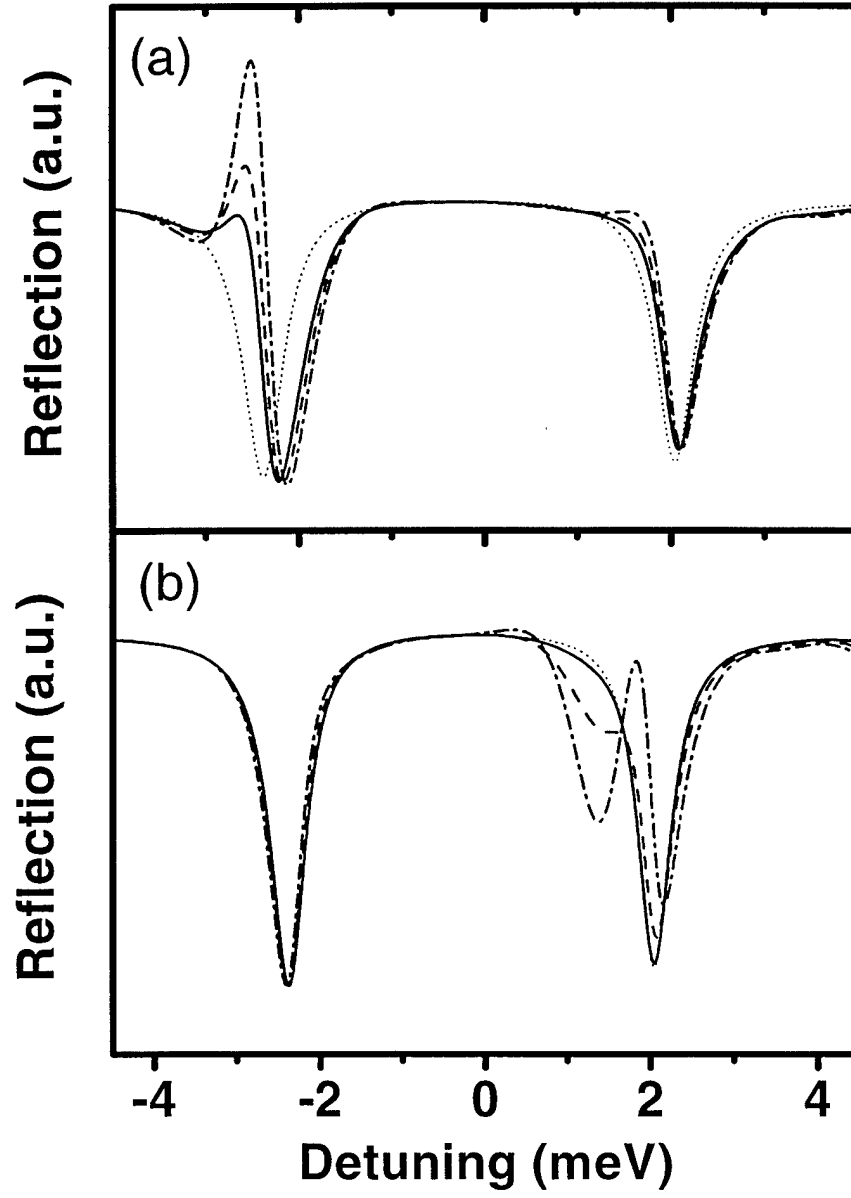 (a)
Reflection (a.u.)
(b)
Reflection (a.u.)
-4 -2 0 2 4
Detuning (meV)